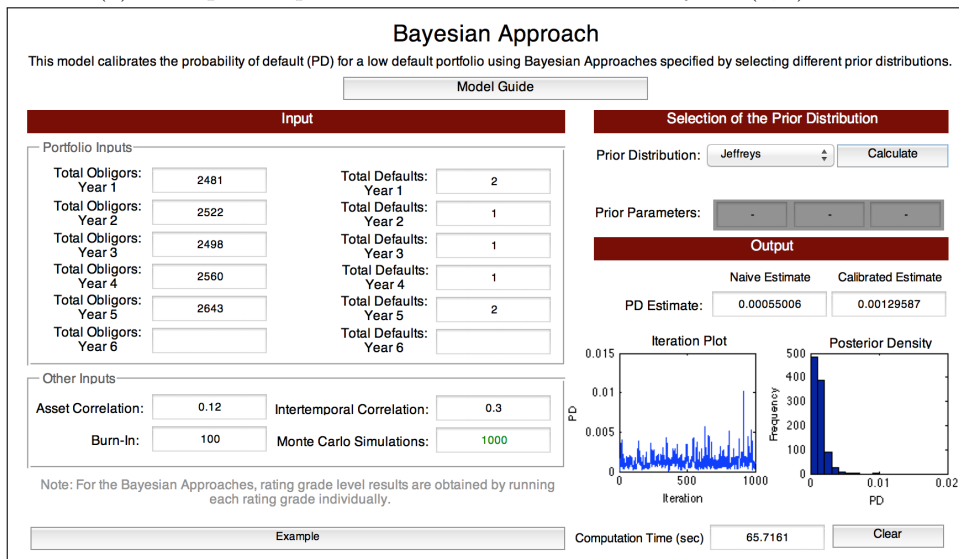 Bayesian Approach
This model calibrates the probability of default (PD) for a low default portfolio using Bayesian Approaches specified by selecting different prior distributions.
Model Guide
Input
Portfolio Inputs
Total Obligors: Year 1
2481
Total Defaults: Year 1
2
Total Obligors: Year 2
2522
Total Defaults: Year 2
1
Total Obligors: Year 3
2498
Total Defaults: Year 3
1
Total Obligors: Year 4
2560
Total Defaults: Year 4
1
Total Obligors: Year 5
2643
Total Defaults: Year 5
2
Total Obligors: Year 6
Total Defaults: Year 6
Other Inputs
Asset Correlation:
0.12
Intertemporal Correlation:
0.3
Burn-In:
100
Monte Carlo Simulations:
1000
Note: For the Bayesian Approaches, rating grade level results are obtained by running
each rating grade individually.
Example
Selection of the Prior Distribution
Prior Distribution:
Jeffreys
Calculate
Prior Parameters:
-
-
-
Output
Naive Estimate
Calibrated Estimate
PD Estimate:
0.00055006
0.00129587
Iteration Plot
0.015
0.01
0.005
0
PD
0
500
1000
Iteration
Posterior Density
500
400
300
200
100
0
Frequency
0
0.01
0.02
PD
Computation Time (sec)
65.7161
Clear